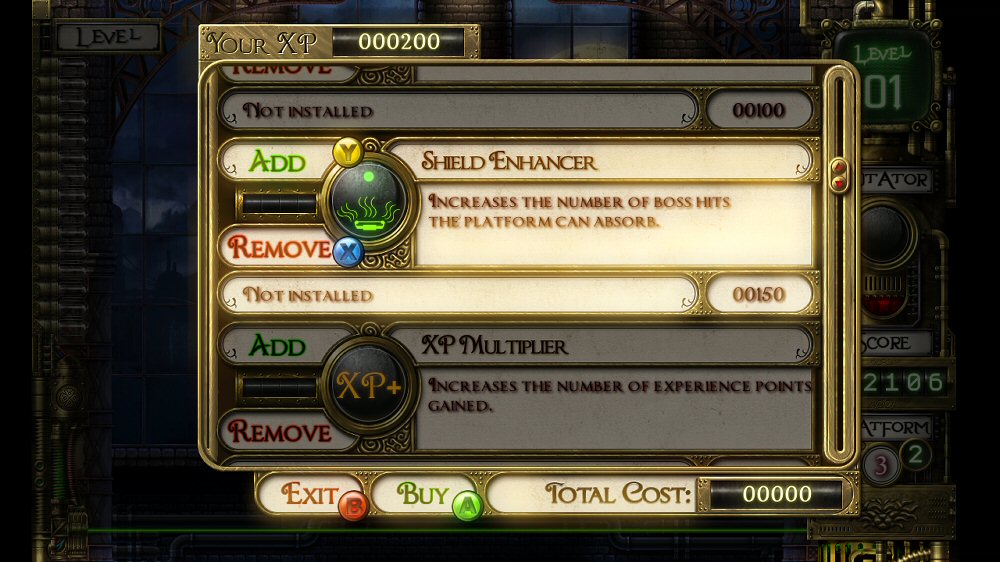 LEVEL
YOUR XP 000200
LEVEL
01
REMOVE
NOT INSTALLED 00100
ADD Y SHIELD ENHANCER
INCREASES THE NUMBER OF BOSS HITS
THE PLATFORM CAN ABSORB.
REMOVE X
NOT INSTALLED 00150
ADD XP MULTIPLIER
XP+
INCREASES THE NUMBER OF EXPERIENCE POINTS
GAINED.
REMOVE
SCORE
2106
3 2
EXIT B BUY A TOTAL COST: 00000